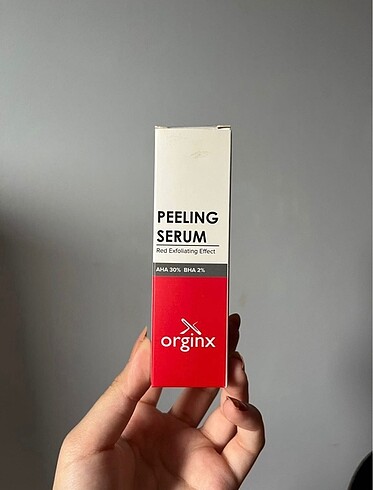 PEELING
SERUM
Red Exfoliating Effect
AHA 30% BHA 2%
orginx